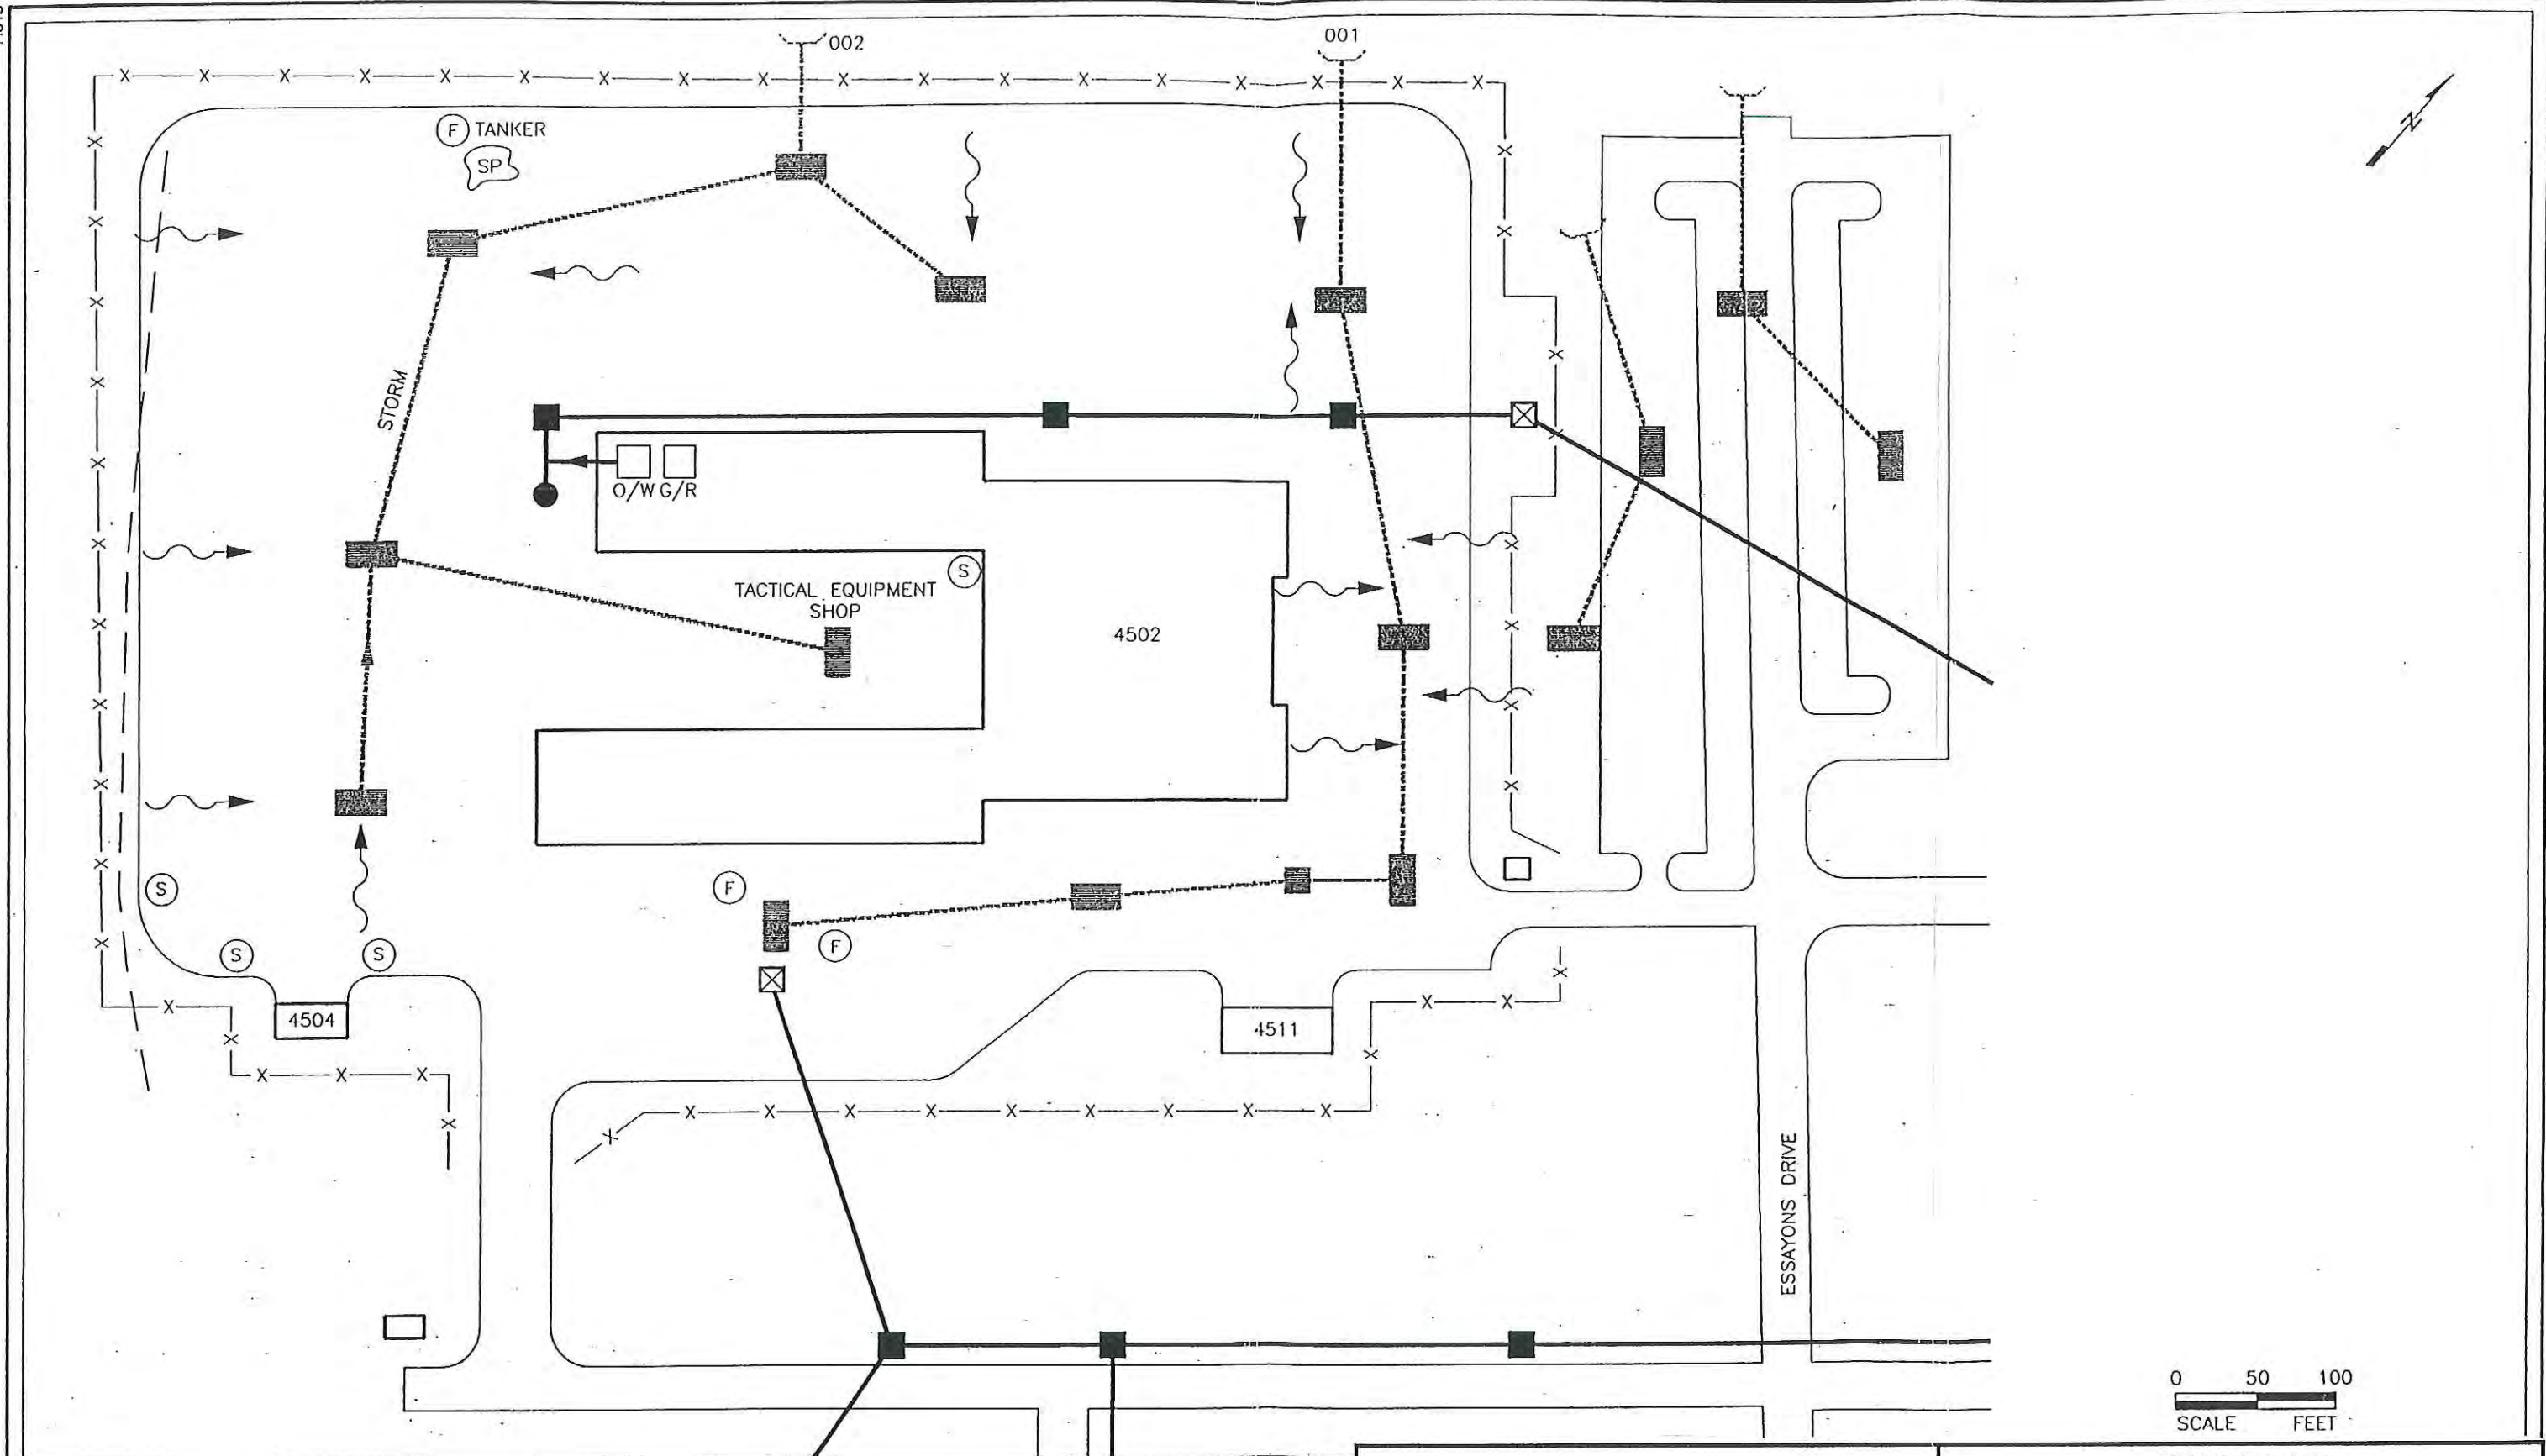 002
001
F TANKER
SP
N
STORM
O/W G/R
S
TACTICAL EQUIPMENT
SHOP
4502
S
F
S
S
F
4504
4511
ESSAYONS DRIVE
0 50 100
SCALE FEET